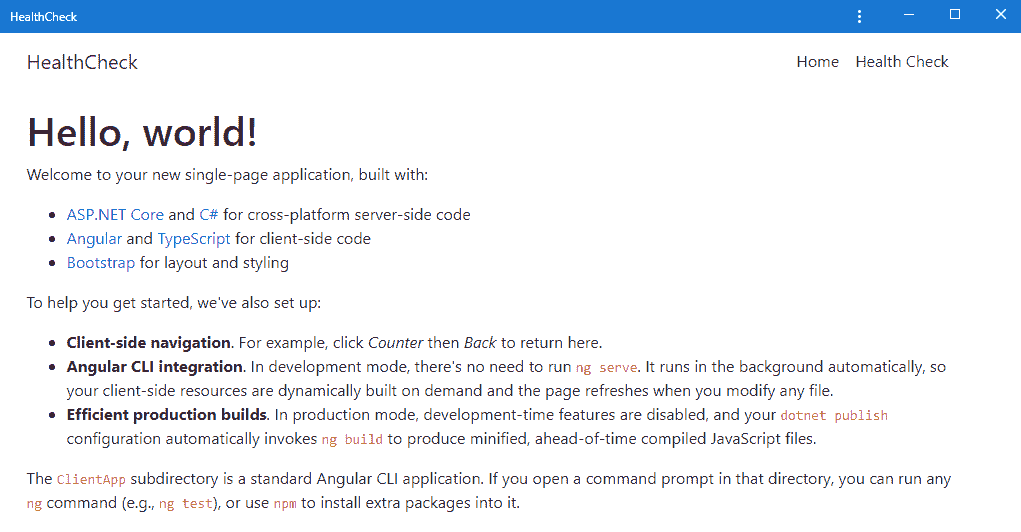 HealthCheck
HealthCheck
Home
Health Check
Hello, world!
Welcome to your new single-page application, built with:
ASP.NET Core and C# for cross-platform server-side code
Angular and TypeScript for client-side code
Bootstrap for layout and styling
To help you get started, we've also set up:
Client-side navigation. For example, click Counter then Back to return here.
Angular CLI integration. In development mode, there's no need to run ng serve. It runs in the background automatically, so
your client-side resources are dynamically built on demand and the page refreshes when you modify any file.
Efficient production builds. In production mode, development-time features are disabled, and your dotnet publish
configuration automatically invokes ng build to produce minified, ahead-of-time compiled JavaScript files.
The ClientApp subdirectory is a standard Angular CLI application. If you open a command prompt in that directory, you can run any
ng command (e.g., ng test), or use npm to install extra packages into it.